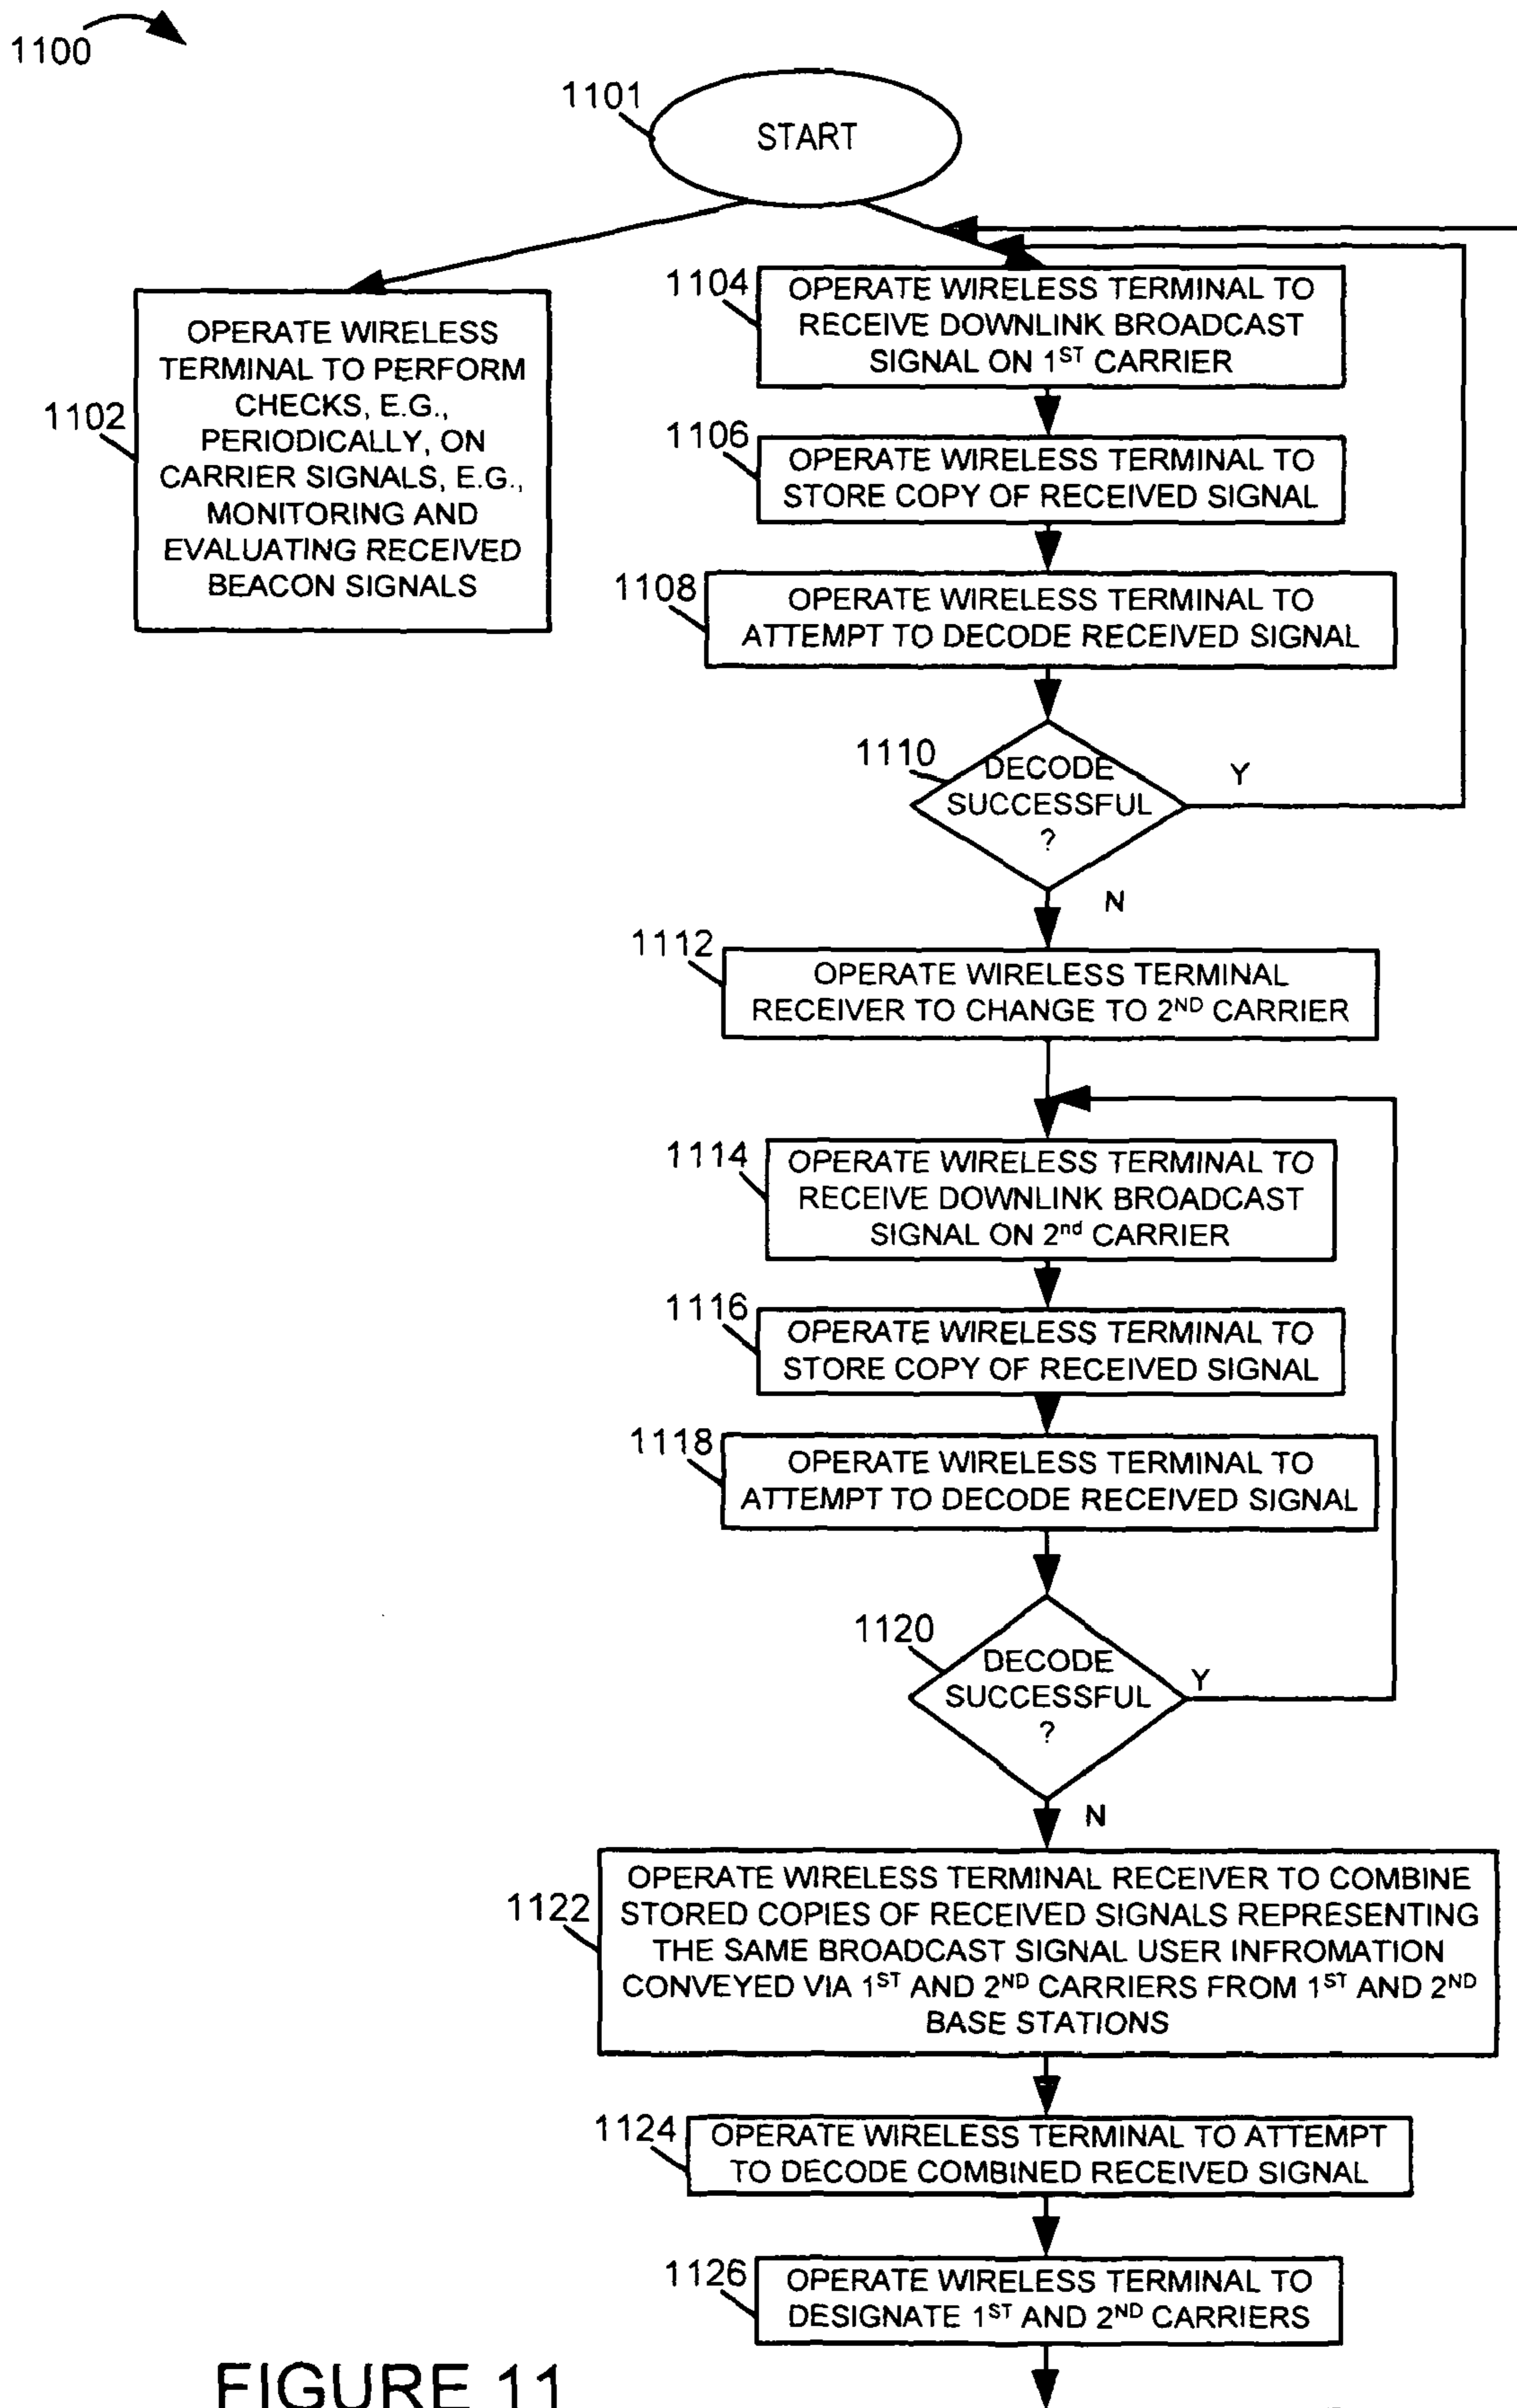 1100
1101
START
1102
OPERATE WIRELESS
TERMINAL TO PERFORM
CHECKS, E.G.,
PERIODICALLY, ON
CARRIER SIGNALS, E.G.,
MONITORING AND
EVALUATING RECEIVED
BEACON SIGNALS
1104
OPERATE WIRELESS TERMINAL TO
RECEIVE DOWNLINK BROADCAST
SIGNAL ON 1ST CARRIER
1106
OPERATE WIRELESS TERMINAL TO
STORE COPY OF RECEIVED SIGNAL
1108
OPERATE WIRELESS TERMINAL TO
ATTEMPT TO DECODE RECEIVED SIGNAL
1110
DECODE
SUCCESSFUL
?
Y
N
1112
OPERATE WIRELESS TERMINAL
RECEIVER TO CHANGE TO 2ND CARRIER
1114
OPERATE WIRELESS TERMINAL TO
RECEIVE DOWNLINK BROADCAST
SIGNAL ON 2nd CARRIER
1116
OPERATE WIRELESS TERMINAL TO
STORE COPY OF RECEIVED SIGNAL
1118
OPERATE WIRELESS TERMINAL TO
ATTEMPT TO DECODE RECEIVED SIGNAL
1120
DECODE
SUCCESSFUL
?
Y
N
1122
OPERATE WIRELESS TERMINAL RECEIVER TO COMBINE
STORED COPIES OF RECEIVED SIGNALS REPRESENTING
THE SAME BROADCAST SIGNAL USER INFROMATION
CONVEYED VIA 1ST AND 2ND CARRIERS FROM 1ST AND 2ND
BASE STATIONS
1124
OPERATE WIRELESS TERMINAL TO ATTEMPT
TO DECODE COMBINED RECEIVED SIGNAL
1126
OPERATE WIRELESS TERMINAL TO
DESIGNATE 1ST AND 2ND CARRIERS
FIGURE 11